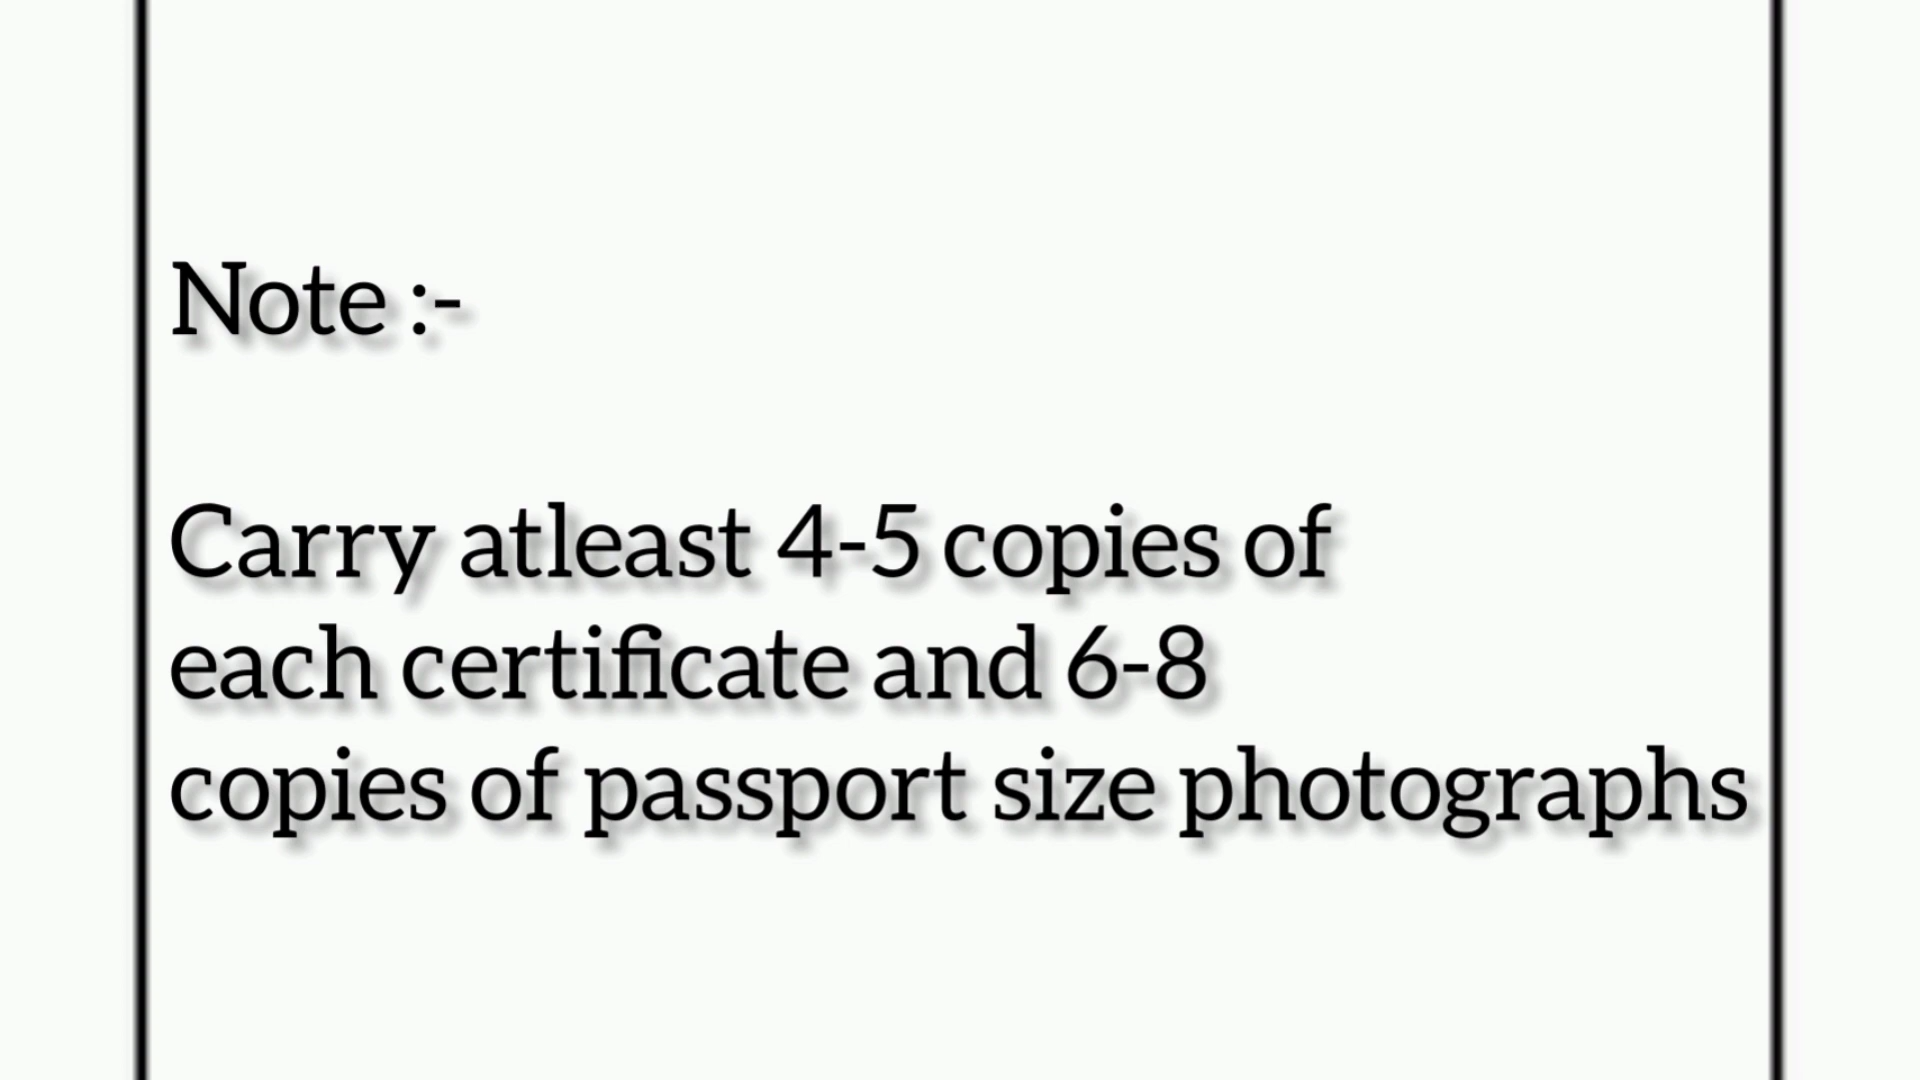 Note :-
Carry atleast 4-5 copies of
each certificate and 6-8
copies of passport size photographs